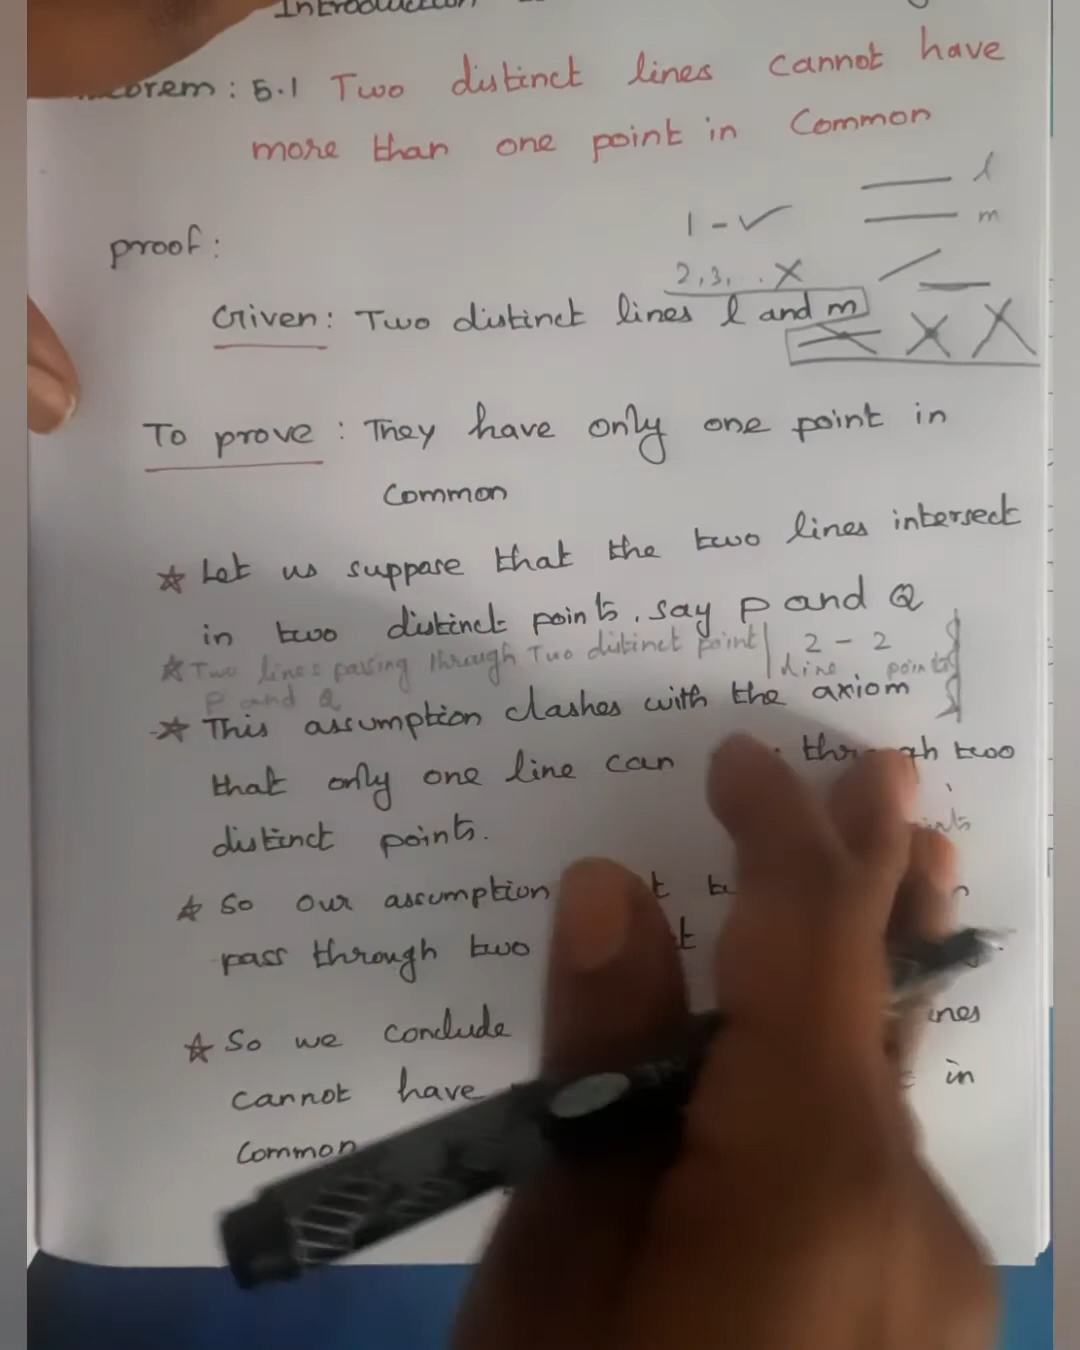 Introduction
5.1 Two distinct lines cannot have
more than one point in Common
l
m
1 - ✓
2,3, . . X
proof:
Given: Two distinct lines l and m
To prove: They have only one point in
Common
☆ Let us suppose that the two lines intersect
in two distinct points, say P and Q
☆ Two lines passing through Two distinct point
P and Q
2 - 2
line points
☆ This assumption clashes with the axiom
that only one line can through two
distinct points.
☆ So our assumption
pass through two
☆ So we conclude
cannot have in
Common